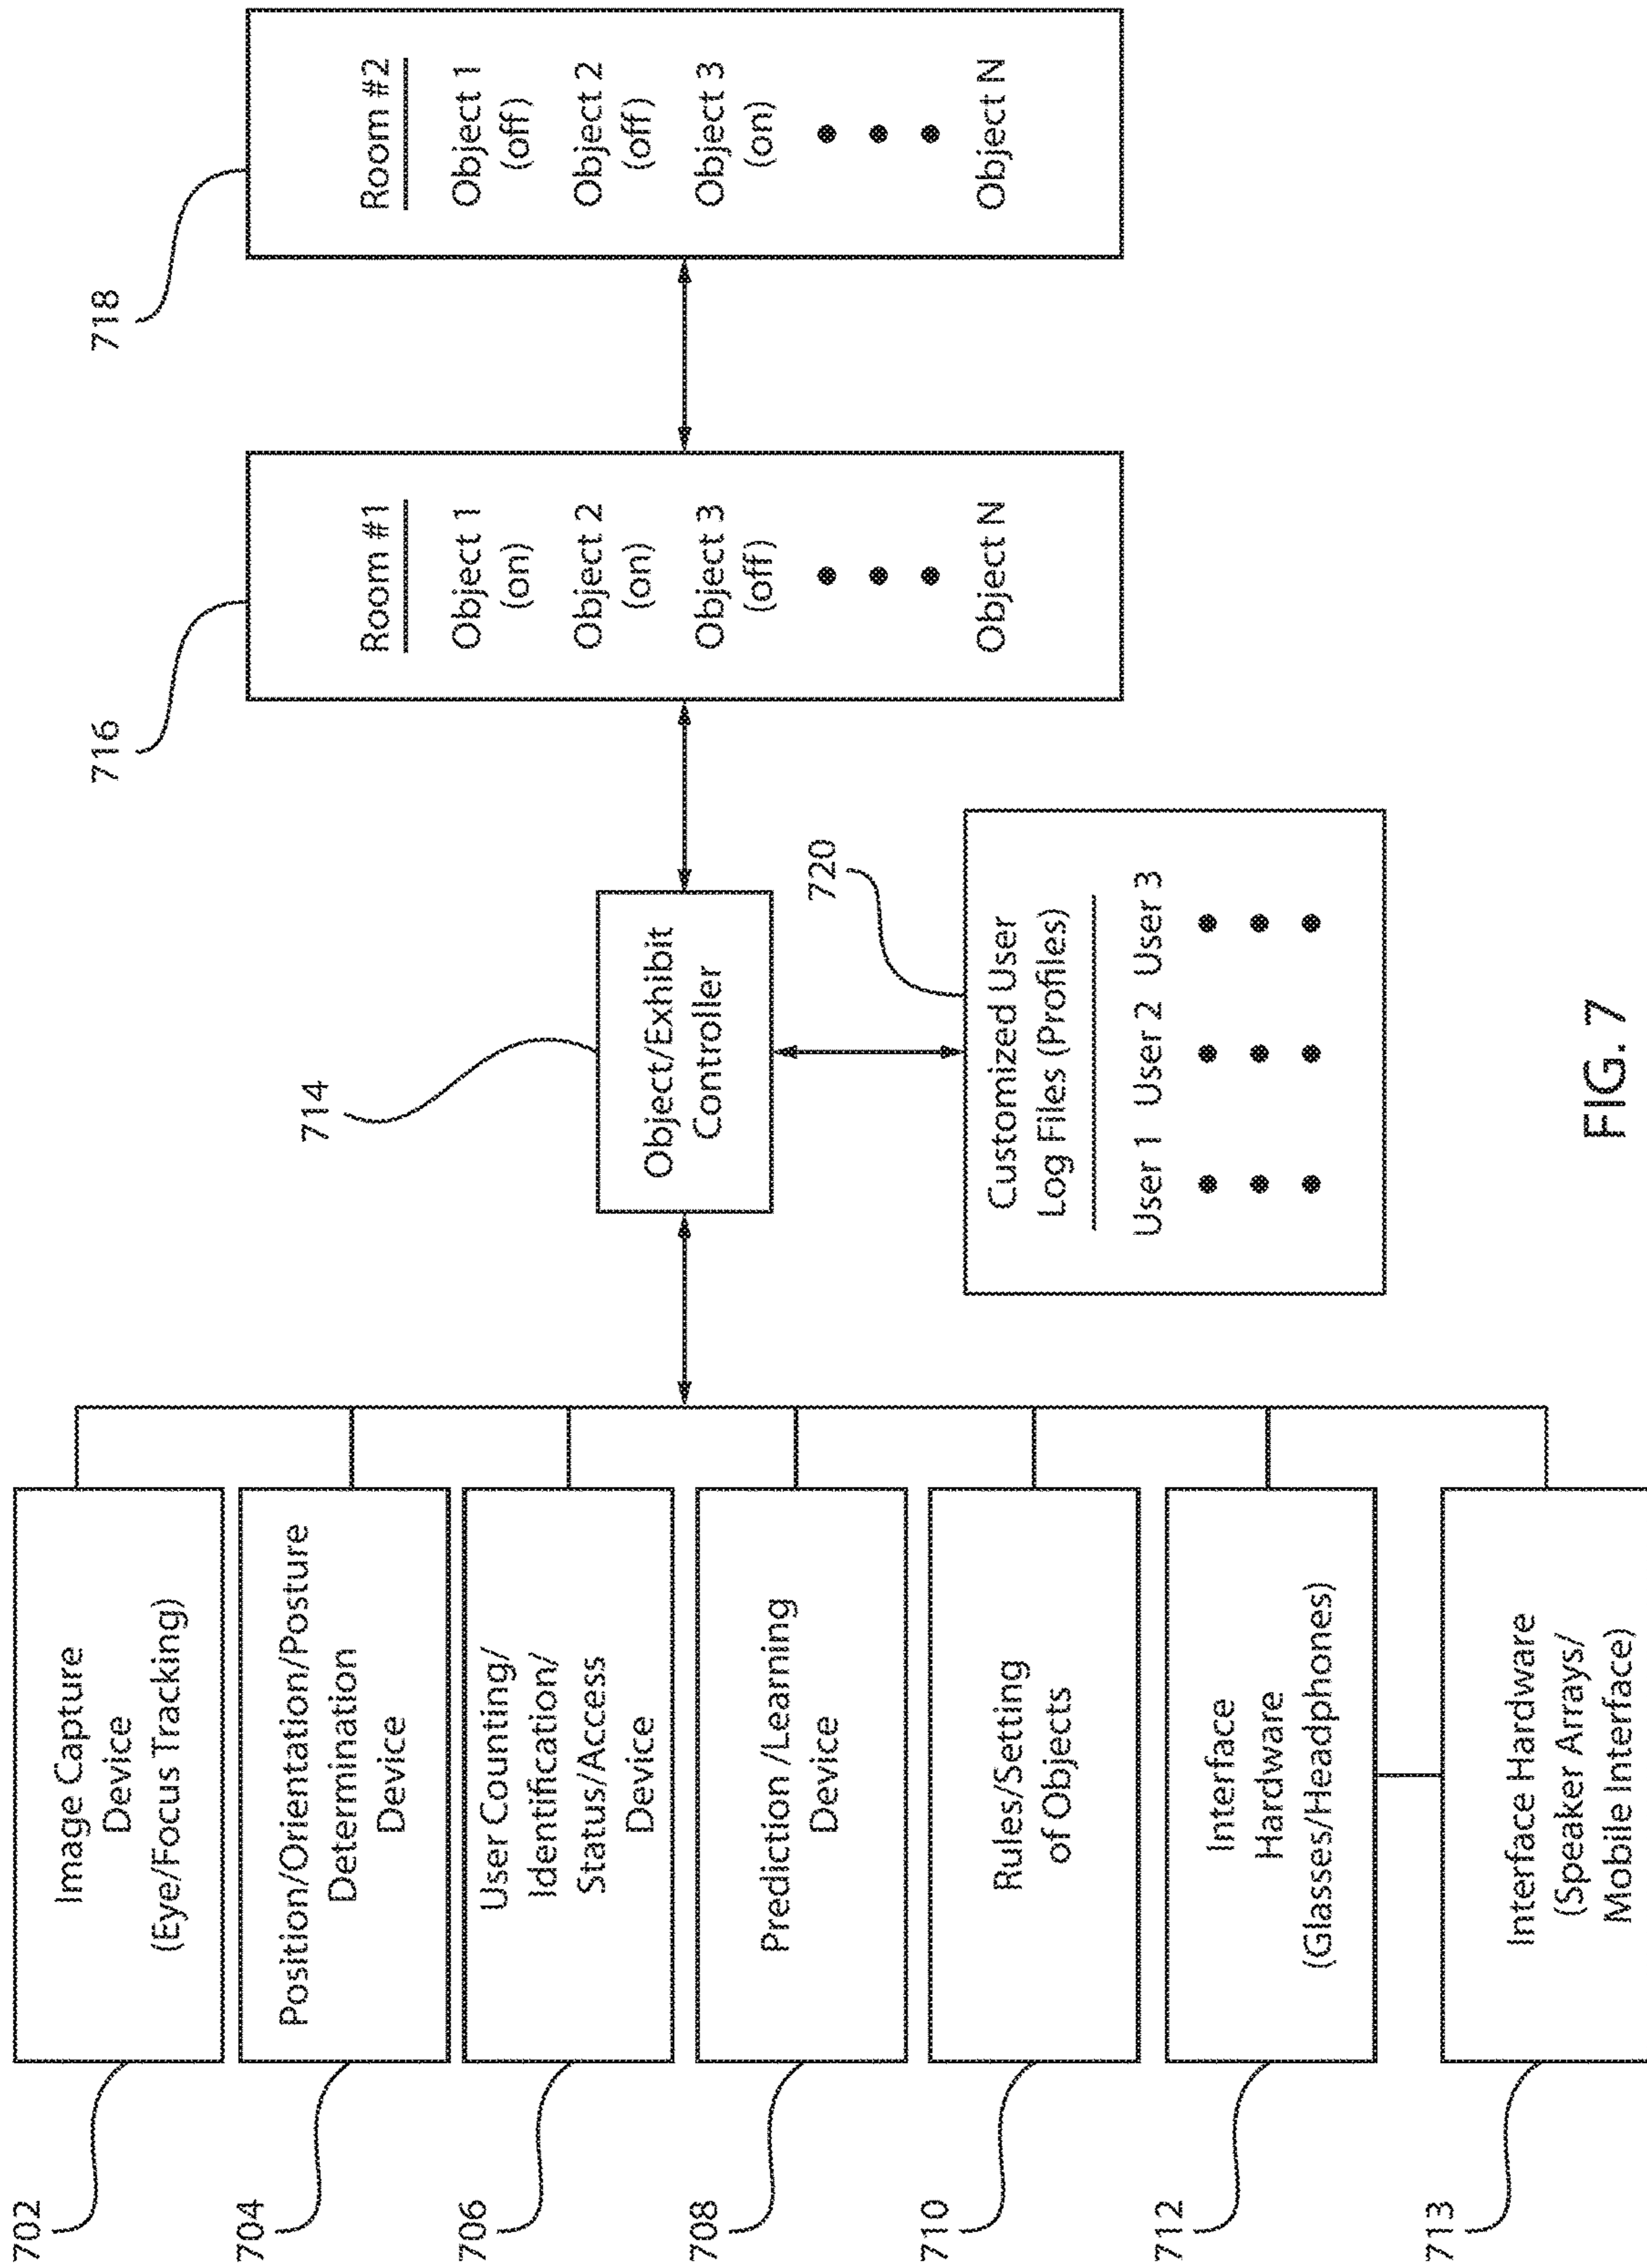 702
Image Capture
Device
(Eye/Focus Tracking)
704
Position/Orientation/Posture
Determination
Device
706
User Counting/
Identification/
Status/Access
Device
708
Prediction /Learning
Device
710
Rules/Setting
of Objects
712
Interface
Hardware
(Glasses/Headphones)
713
Interface Hardware
(Speaker Arrays/
Mobile Interface)
714
Object/Exhibit
Controller
720
Customized User
Log Files (Profiles)
User 1 User 2 User 3
716
Room #1
Object 1
(on)
Object 2
(on)
Object 3
(off)
Object N
718
Room #2
Object 1
(off)
Object 2
(off)
Object 3
(on)
Object N
FIG. 7